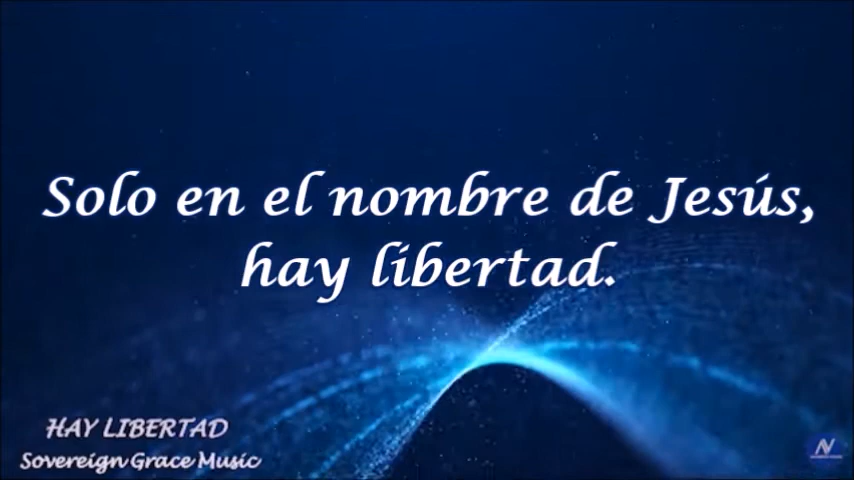 Solo en el nombre de Jesús,
hay libertad.
HAY LIBERTAD
Sovereign Grace Music